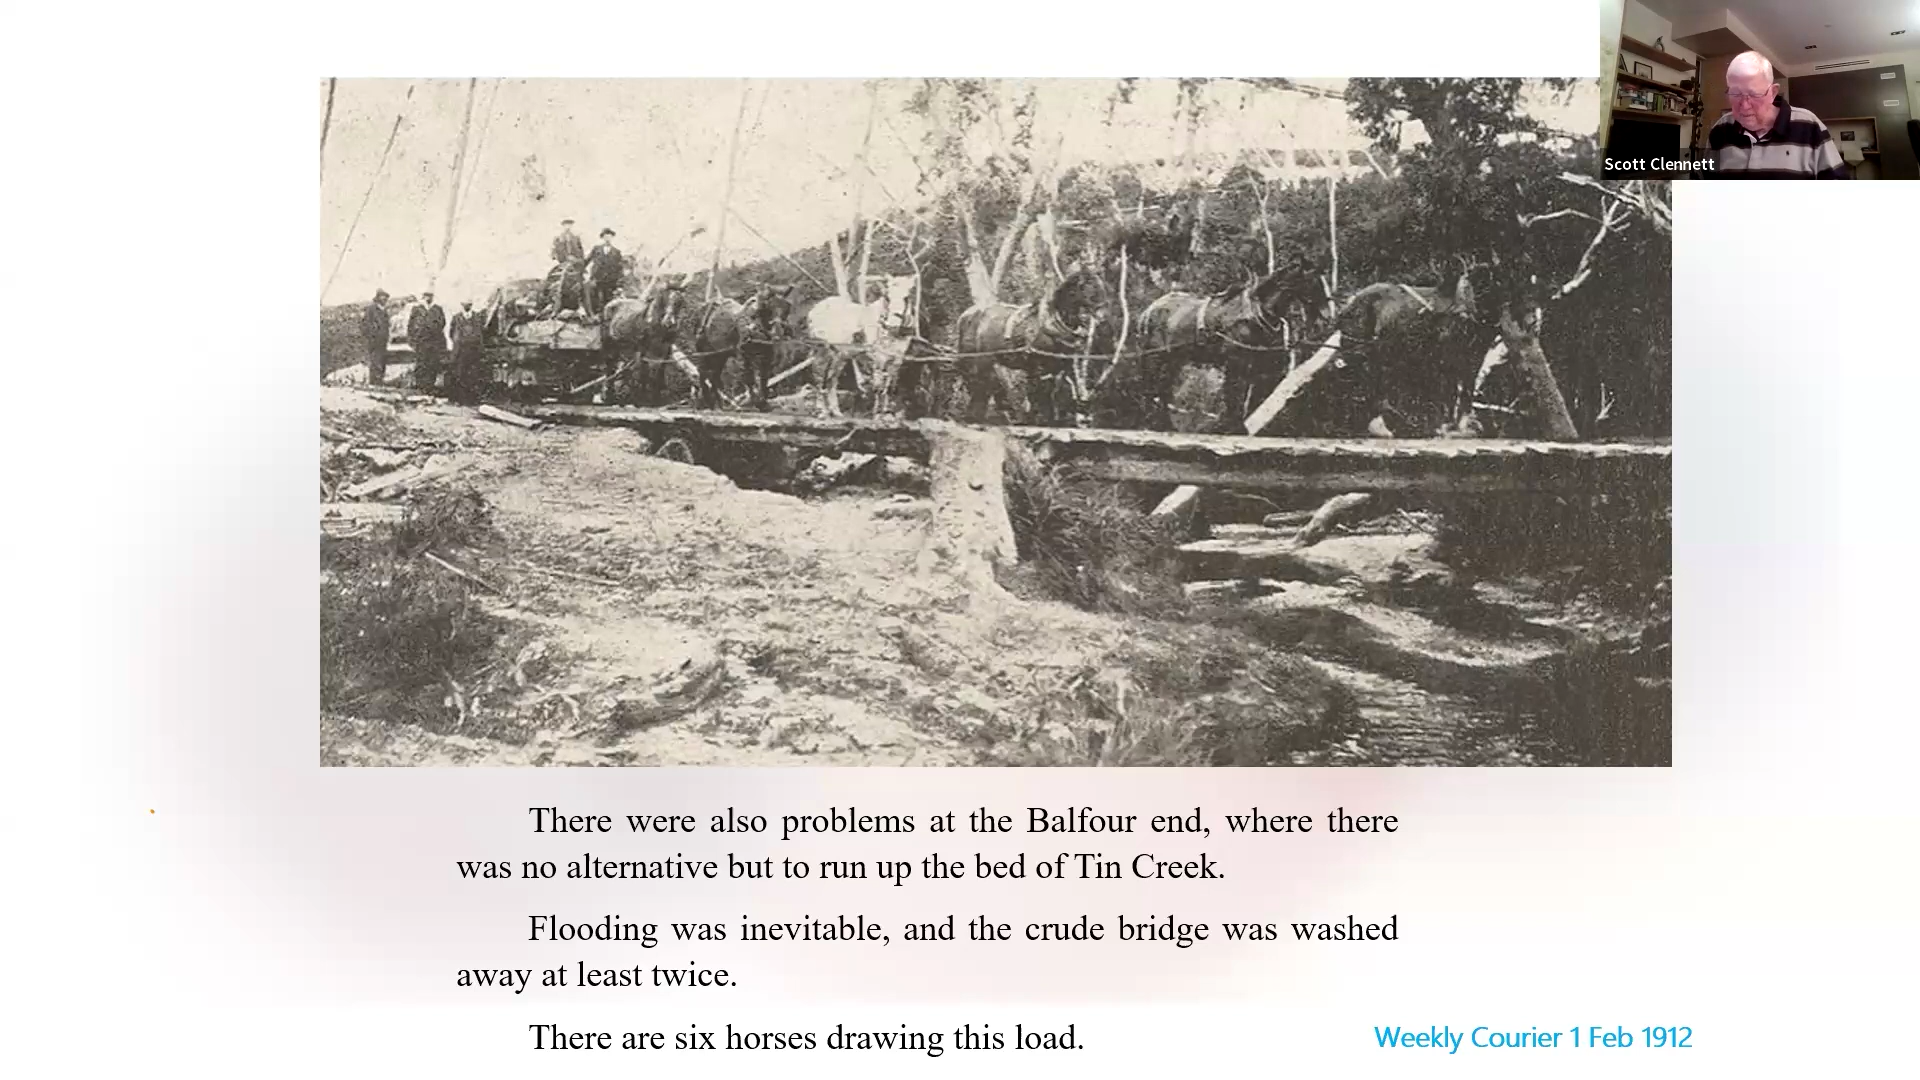 Scott Clennett
There were also problems at the Balfour end, where there
was no alternative but to run up the bed of Tin Creek.
Flooding was inevitable, and the crude bridge was washed
away at least twice.
There are six horses drawing this load.
Weekly Courier 1 Feb 1912